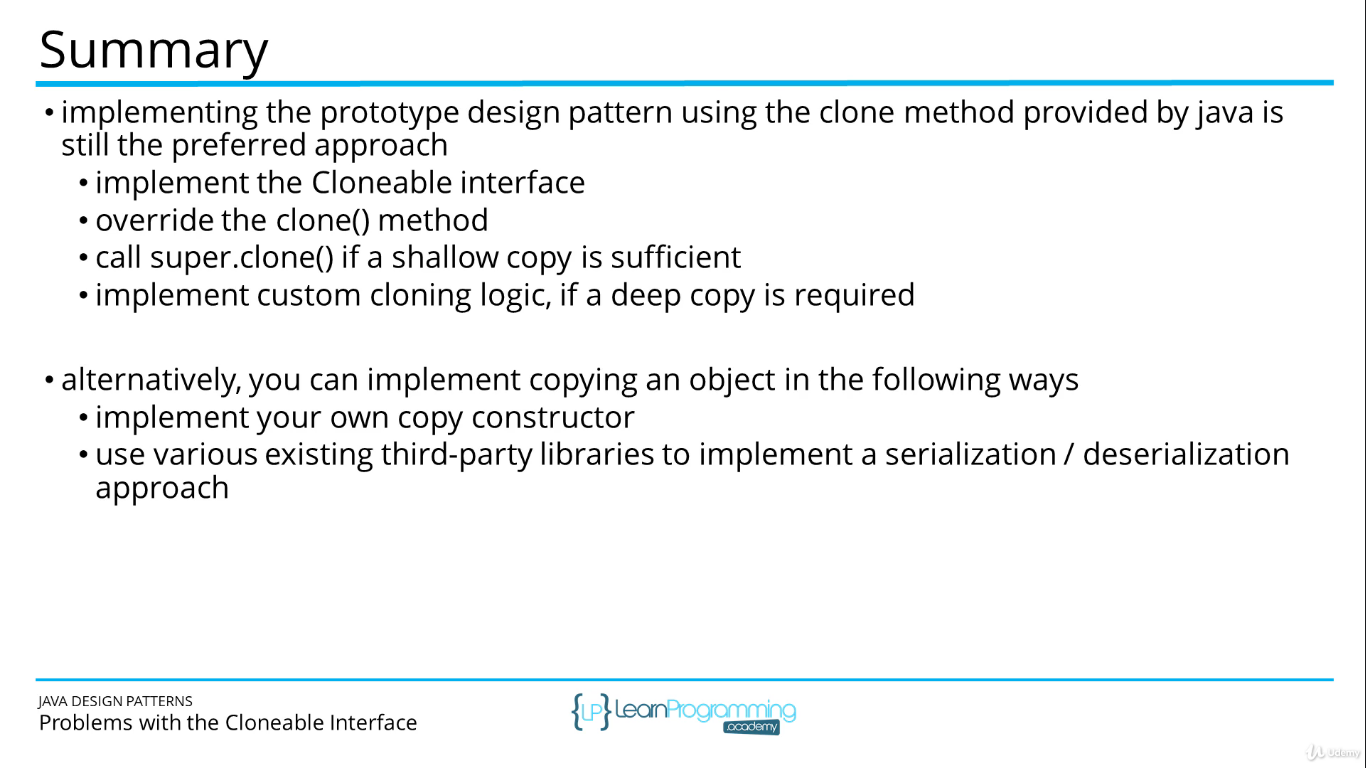 Summary
• implementing the prototype design pattern using the clone method provided by java is
still the preferred approach
• implement the Cloneable interface
• override the clone() method
• call super.clone() if a shallow copy is sufficient
• implement custom cloning logic, if a deep copy is required
• alternatively, you can implement copying an object in the following ways
• implement your own copy constructor
• use various existing third-party libraries to implement a serialization / deserialization
approach
JAVA DESIGN PATTERNS
Problems with the Cloneable Interface
{LP} LearnProgramming
.academy
Udemy